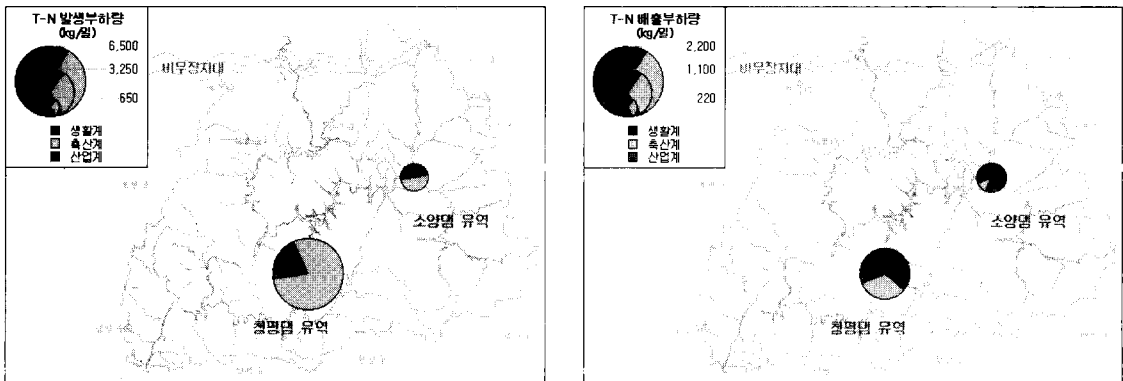 T-N 발생부하량
(kg/일)
6,500
3,250
650
생활계
축산계
산업계
비무장지대
소양댐 유역
청평댐 유역
T-N 배출부하량
(kg/일)
2,200
1,100
220
생활계
축산계
산업계
비무장지대
소양댐 유역
청평댐 유역